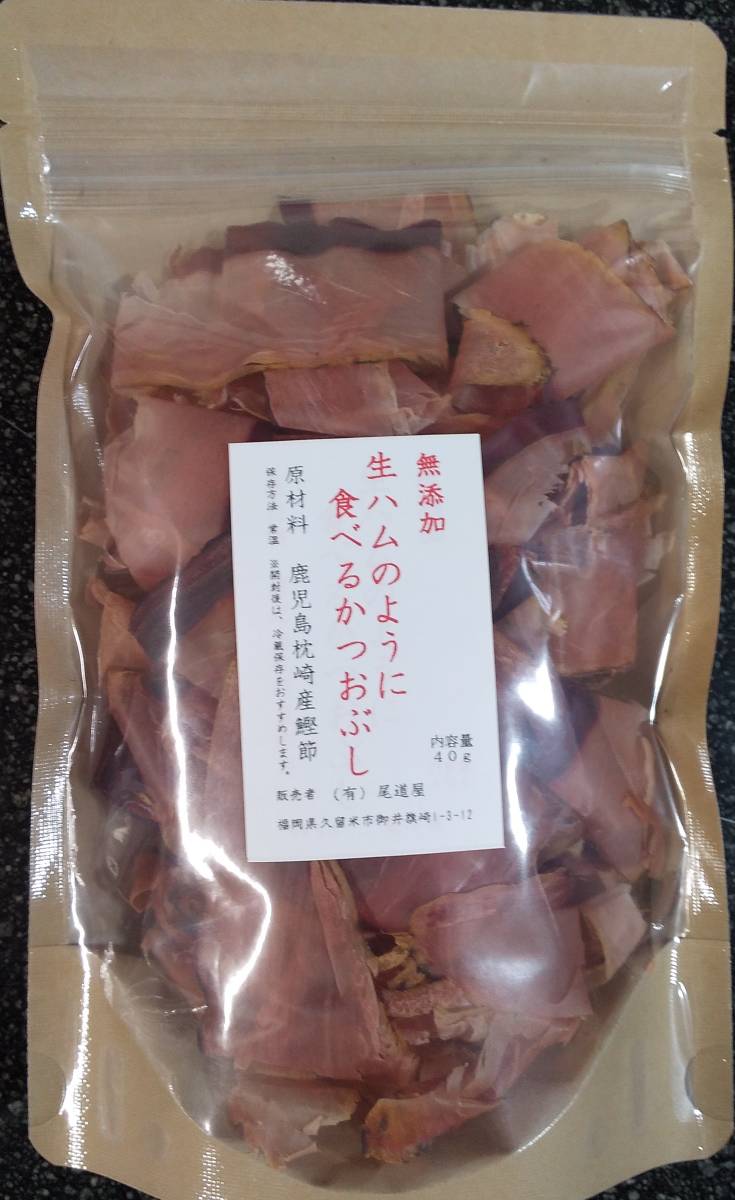 無添加
生ハムのように
食べるかつおぶし
原材料 鹿児島枕崎産鰹節
保存方法 常温 ※開封後は、冷蔵保存をおすすめします。
内容量
40g
販売者 (有)尾道屋
福岡県久留米市御井旗崎1-3-12